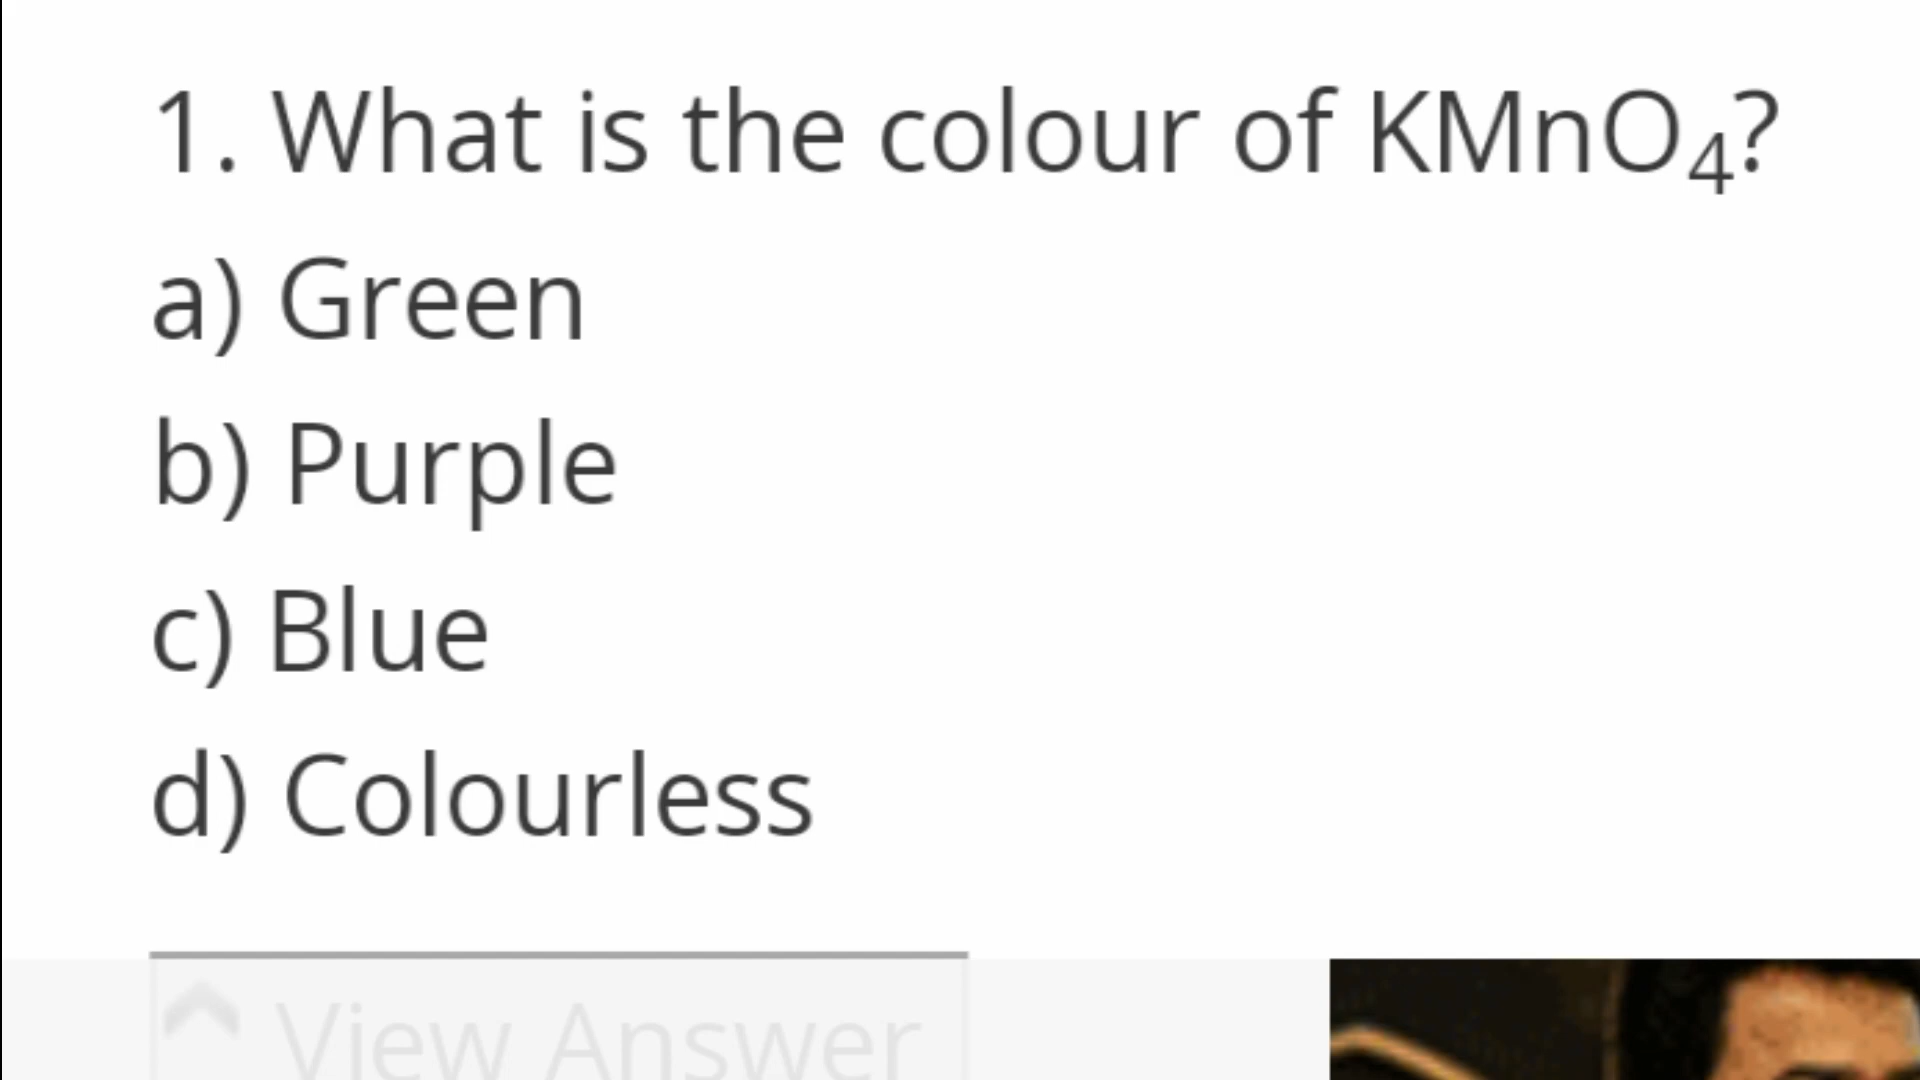 1. What is the colour of KMnO₄?
a) Green
b) Purple
c) Blue
d) Colourless
View Answer